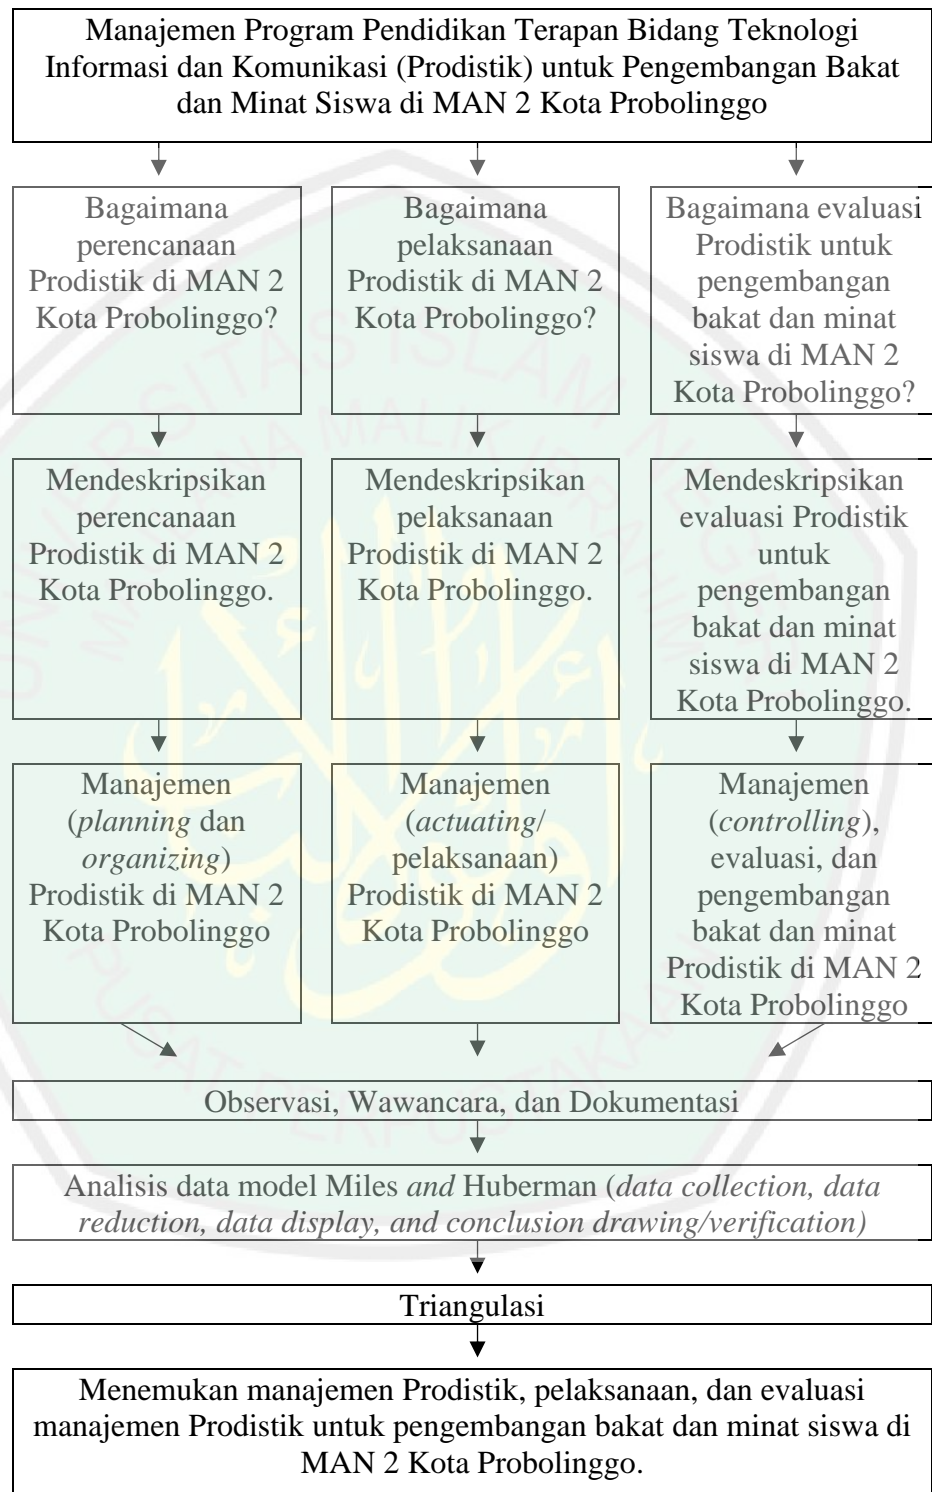 Manajemen Program Pendidikan Terapan Bidang Teknologi
Informasi dan Komunikasi (Prodistik) untuk Pengembangan Bakat
dan Minat Siswa di MAN 2 Kota Probolinggo
Bagaimana
perencanaan
Prodistik di MAN 2
Kota Probolinggo?
Bagaimana
pelaksanaan
Prodistik di MAN 2
Kota Probolinggo?
Bagaimana evaluasi
Prodistik untuk
pengembangan
bakat dan minat
siswa di MAN 2
Kota Probolinggo?
Mendeskripsikan
perencanaan
Prodistik di MAN 2
Kota Probolinggo.
Mendeskripsikan
pelaksanaan
Prodistik di MAN 2
Kota Probolinggo.
Mendeskripsikan
evaluasi Prodistik
untuk
pengembangan
bakat dan minat
siswa di MAN 2
Kota Probolinggo.
Manajemen
(planning dan
organizing)
Prodistik di MAN 2
Kota Probolinggo
Manajemen
(actuating/
pelaksanaan)
Prodistik di MAN 2
Kota Probolinggo
Manajemen
(controlling),
evaluasi, dan
pengembangan
bakat dan minat
Prodistik di MAN 2
Kota Probolinggo
Observasi, Wawancara, dan Dokumentasi
Analisis data model Miles and Huberman (data collection, data
reduction, data display, and conclusion drawing/verification)
Triangulasi
Menemukan manajemen Prodistik, pelaksanaan, dan evaluasi
manajemen Prodistik untuk pengembangan bakat dan minat siswa di
MAN 2 Kota Probolinggo.
UNIVERSITAS ISLAM NEGERI
MAULANA MALIK IBRAHIM
PUSAT PERPUSTAKAAN